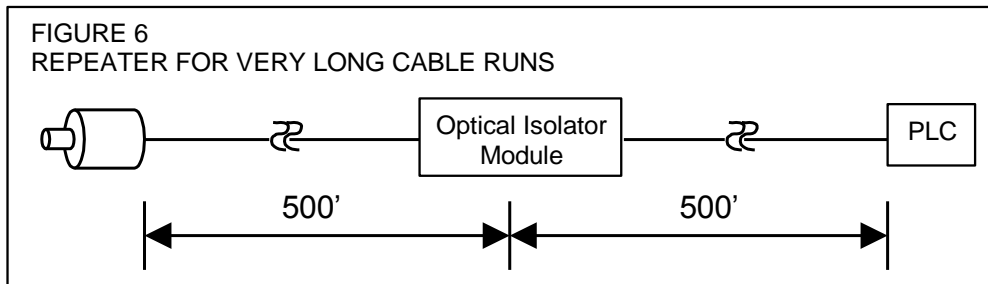 FIGURE 6
REPEATER FOR VERY LONG CABLE RUNS
Optical Isolator
Module
PLC
500’
500’